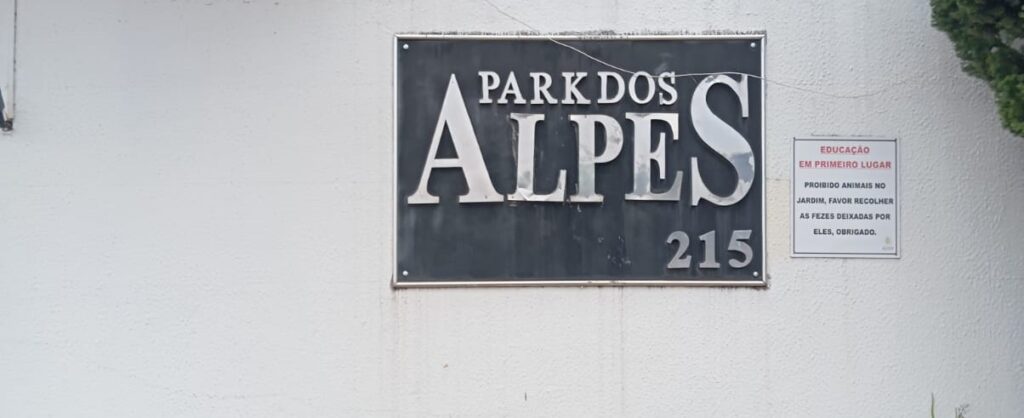 PARK DOS
ALPES
215
EDUCAÇÃO
EM PRIMEIRO LUGAR
PROIBIDO ANIMAIS NO
JARDIM, FAVOR RECOLHER
AS FEZES DEIXADAS POR
ELES, OBRIGADO.